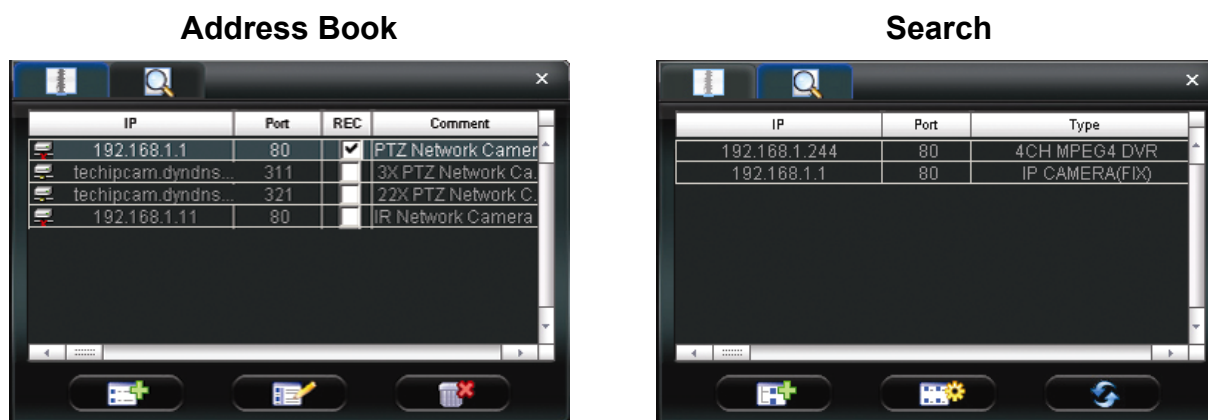 Address Book
IP Port REC Comment
192.168.1.1 80 PTZ Network Camer
techipcam.dyndns... 311 3X PTZ Network Ca.
techipcam.dyndns... 321 22X PTZ Network C.
192.168.1.11 80 IR Network Camera
Search
IP Port Type
192.168.1.244 80 4CH MPEG4 DVR
192.168.1.1 80 IP CAMERA(FIX)